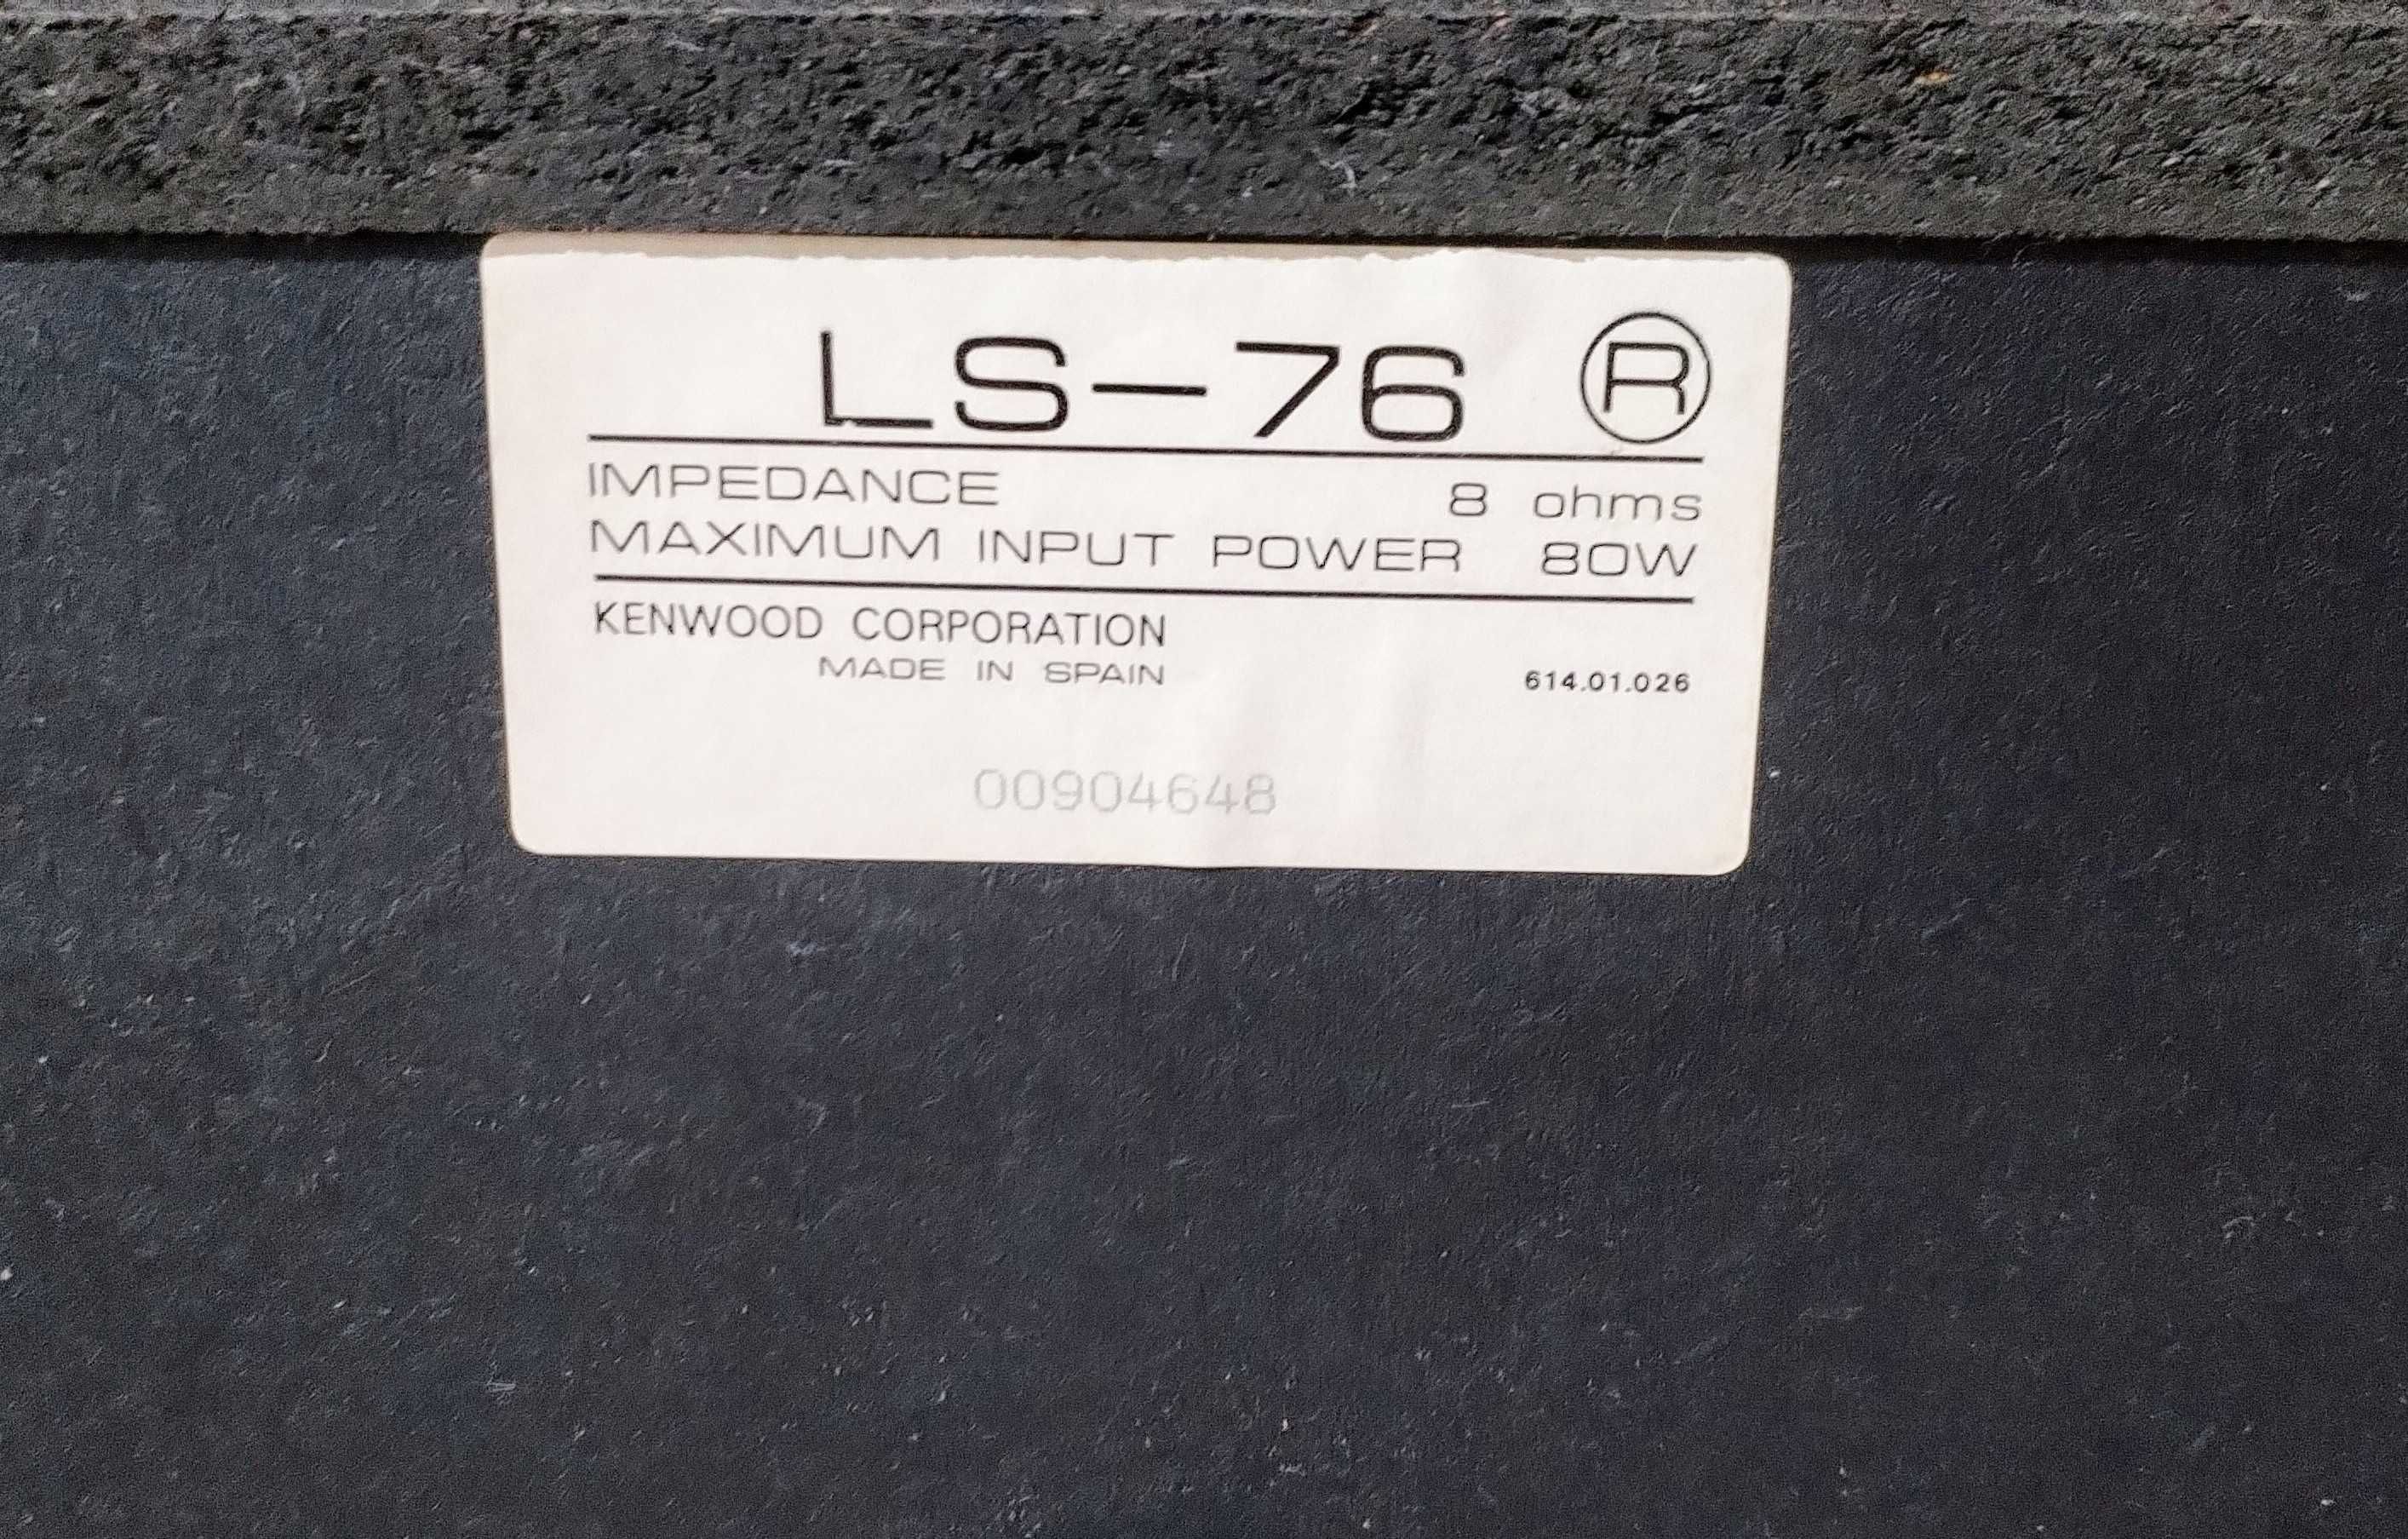 LS-76 Ⓡ
IMPEDANCE 8 ohms
MAXIMUM INPUT POWER 80W
KENWOOD CORPORATION
MADE IN SPAIN 614.01.026
00904648